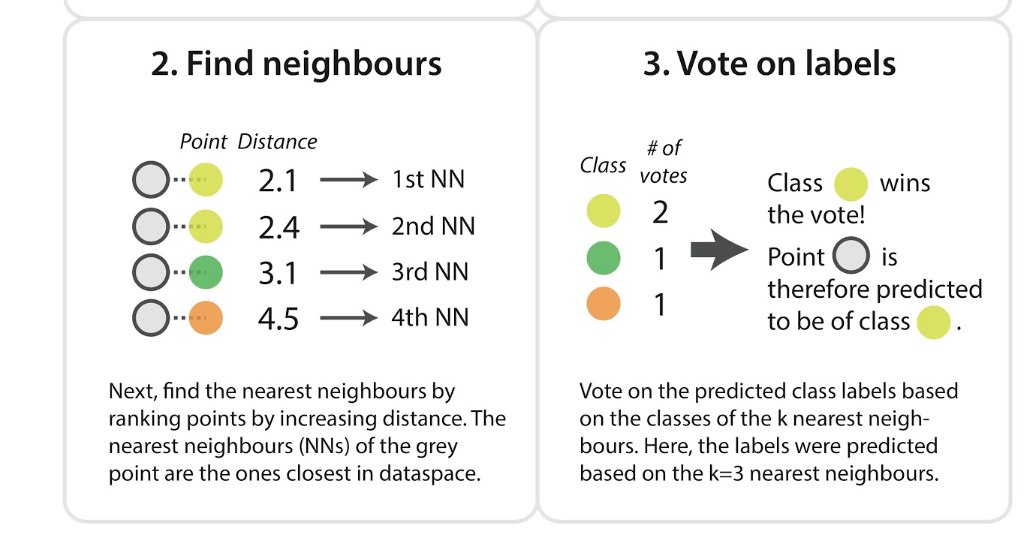 2. Find neighbours
Point Distance
2.1 1st NN
2.4 2nd NN
3.1 3rd NN
4.5 4th NN
Next, find the nearest neighbours by
ranking points by increasing distance. The
nearest neighbours (NNs) of the grey
point are the ones closest in dataspace.
3. Vote on labels
Class # of
votes
2
1
1
Class wins
the vote!
Point is
therefore predicted
to be of class .
Vote on the predicted class labels based
on the classes of the k nearest neigh-
bours. Here, the labels were predicted
based on the k=3 nearest neighbours.